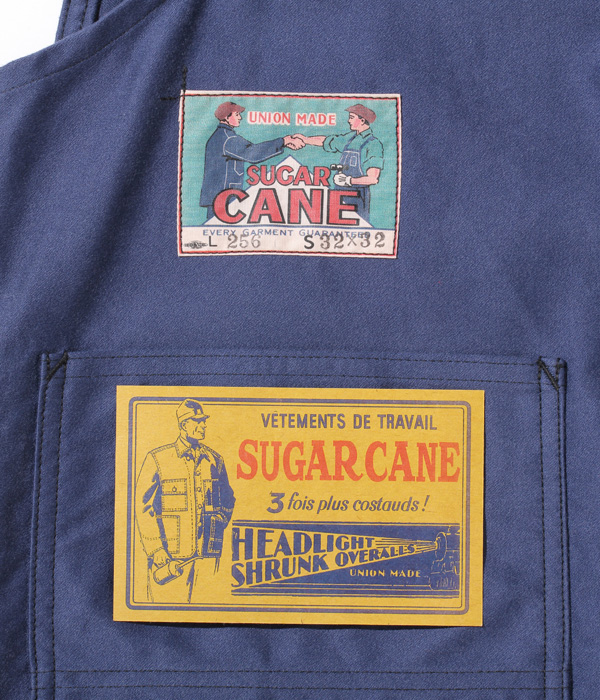 UNION MADE
SUGAR
CANE
EVERY GARMENT GUARANTEED
L 256 S 32×32
VÊTEMENTS DE TRAVAIL
SUGAR CANE
3 fois plus costauds!
HEADLIGHT
SHRUNK OVERALLS
UNION MADE